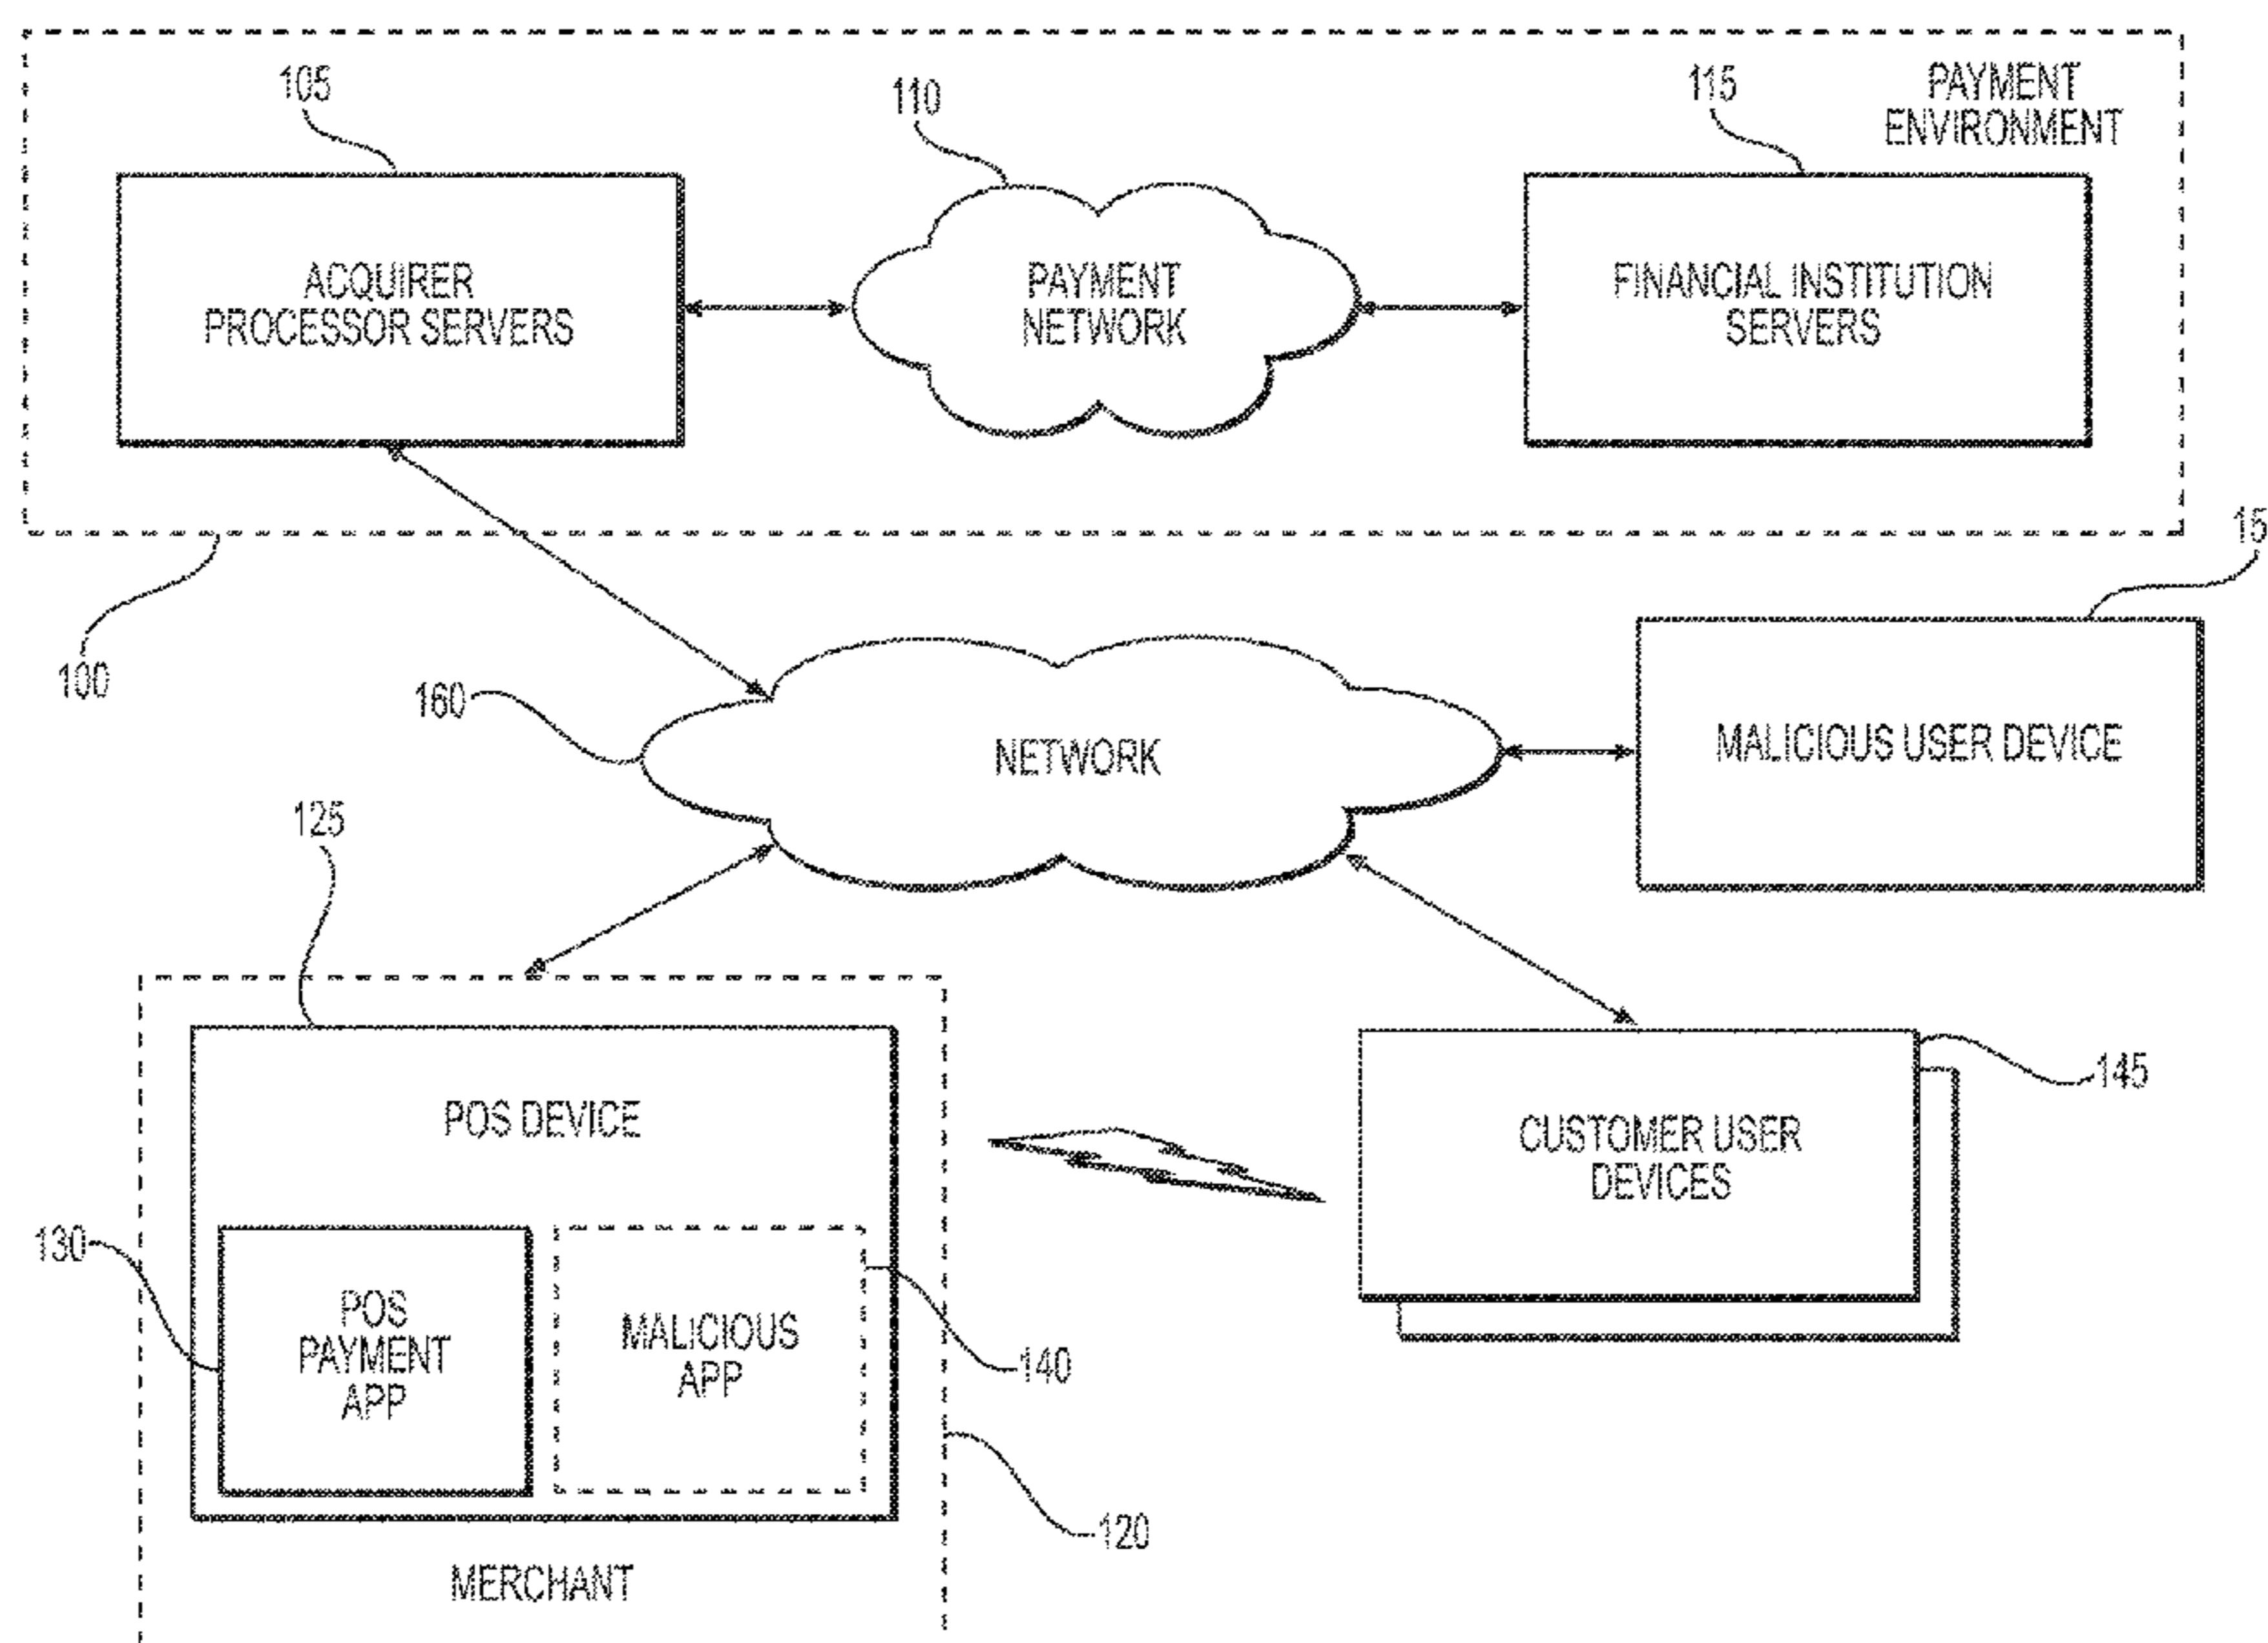 105
110
115
PAYMENT
ENVIRONMENT
ACQUIRER
PROCESSOR SERVERS
PAYMENT
NETWORK
FINANCIAL INSTITUTION
SERVERS
15
100
160
NETWORK
MALICIOUS USER DEVICE
125
POS DEVICE
145
CUSTOMER USER
DEVICES
130
POS
PAYMENT
APP
MALICIOUS
APP
140
120
MERCHANT